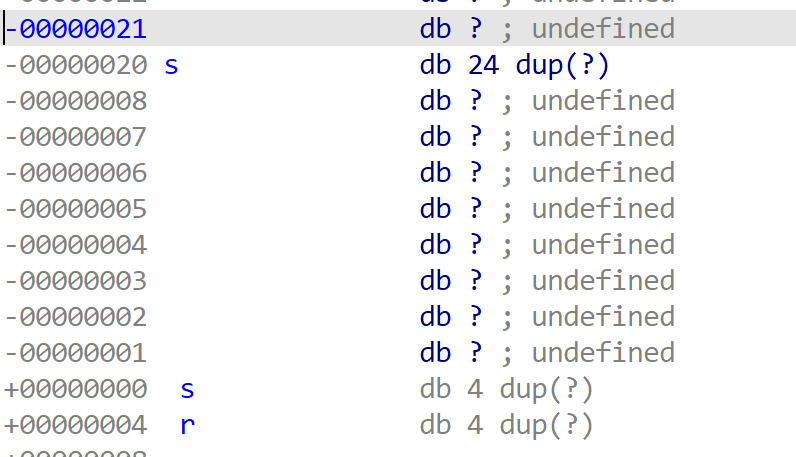 -00000021 db ? ; undefined
-00000020 s db 24 dup(?)
-00000008 db ? ; undefined
-00000007 db ? ; undefined
-00000006 db ? ; undefined
-00000005 db ? ; undefined
-00000004 db ? ; undefined
-00000003 db ? ; undefined
-00000002 db ? ; undefined
-00000001 db ? ; undefined
+00000000 s db 4 dup(?)
+00000004 r db 4 dup(?)